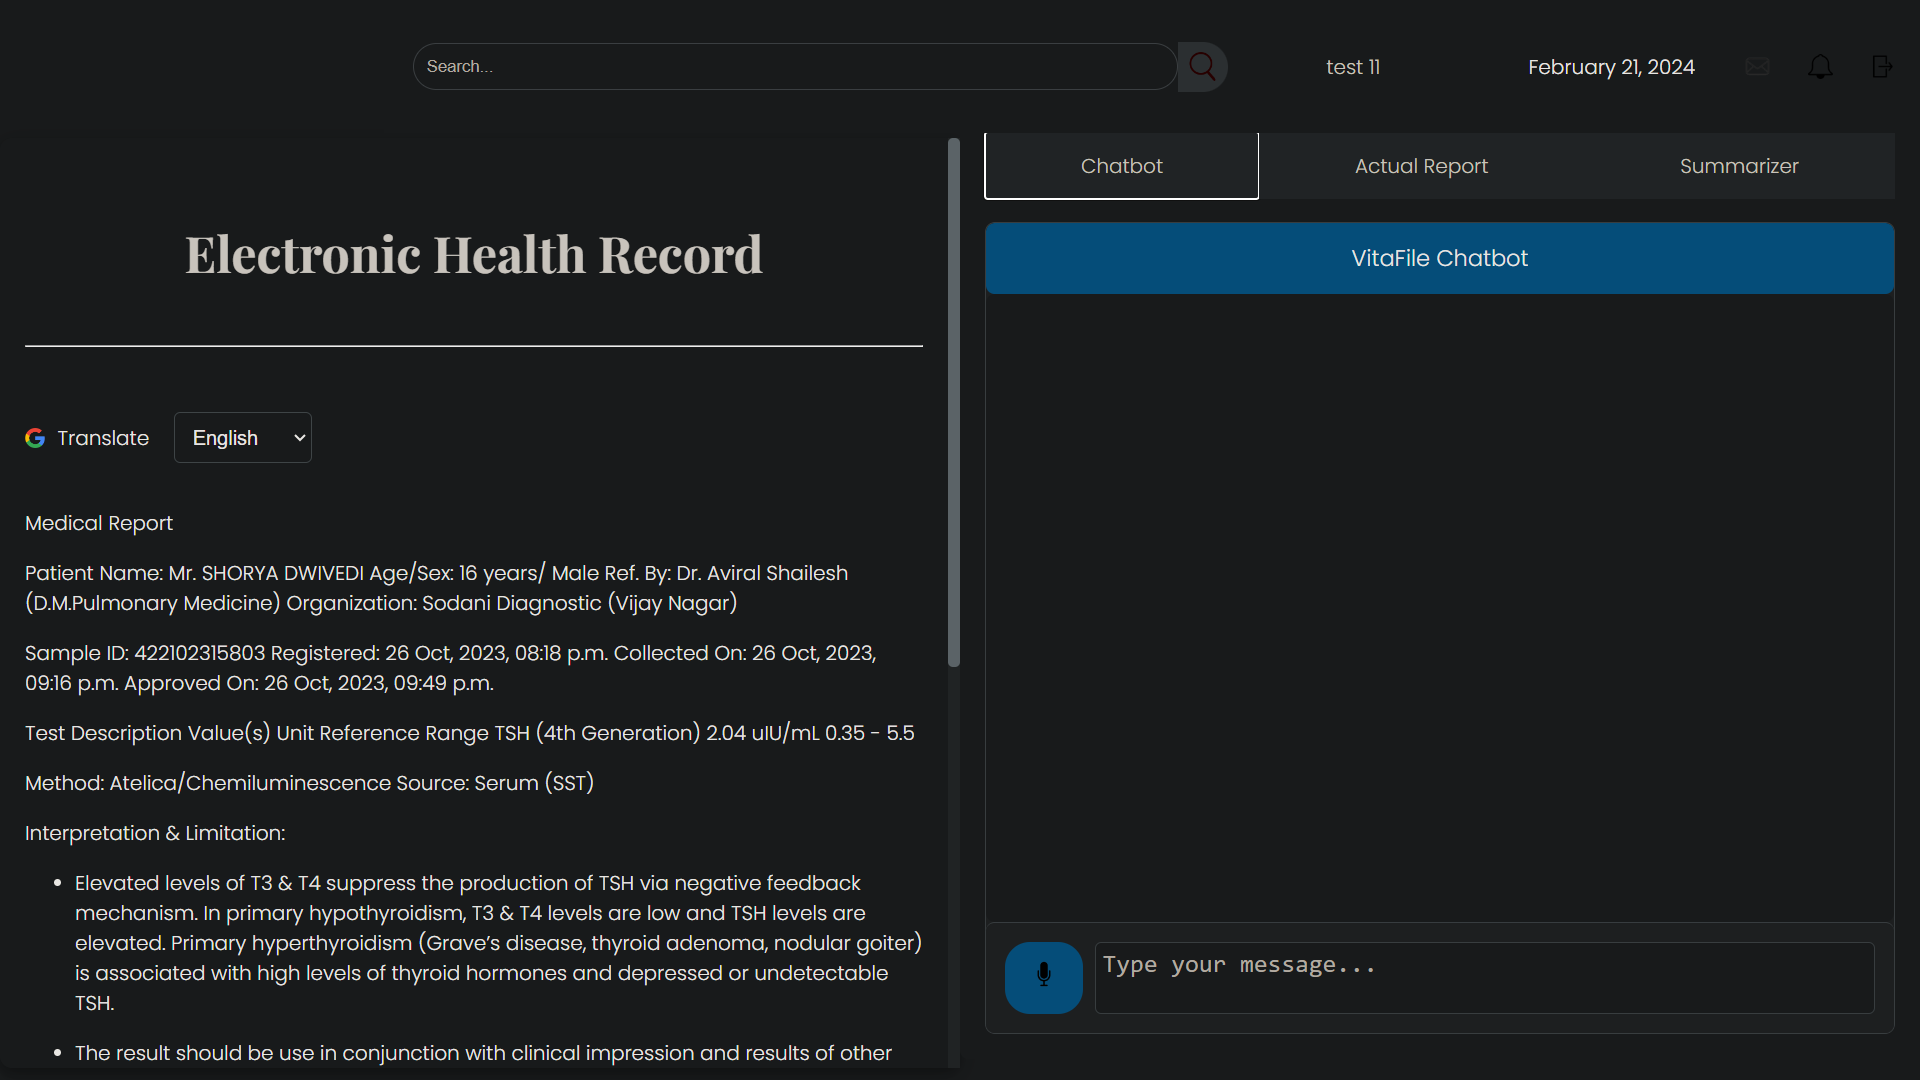 Search...
test 11
February 21, 2024
Electronic Health Record
Translate
English
Medical Report
Patient Name: Mr. SHORYA DWIVEDI Age/Sex: 16 years/ Male Ref. By: Dr. Aviral Shailesh
(D.M.Pulmonary Medicine) Organization: Sodani Diagnostic (Vijay Nagar)
Sample ID: 422102315803 Registered: 26 Oct, 2023, 08:18 p.m. Collected On: 26 Oct, 2023,
09:16 p.m. Approved On: 26 Oct, 2023, 09:49 p.m.
Test Description Value(s) Unit Reference Range TSH (4th Generation) 2.04 uIU/mL 0.35 - 5.5
Method: Atelica/Chemiluminescence Source: Serum (SST)
Interpretation & Limitation:
• Elevated levels of T3 & T4 suppress the production of TSH via negative feedback
mechanism. In primary hypothyroidism, T3 & T4 levels are low and TSH levels are
elevated. Primary hyperthyroidism (Grave’s disease, thyroid adenoma, nodular goiter)
is associated with high levels of thyroid hormones and depressed or undetectable
TSH.
• The result should be use in conjunction with clinical impression and results of other
Chatbot
Actual Report
Summarizer
VitaFile Chatbot
Type your message...